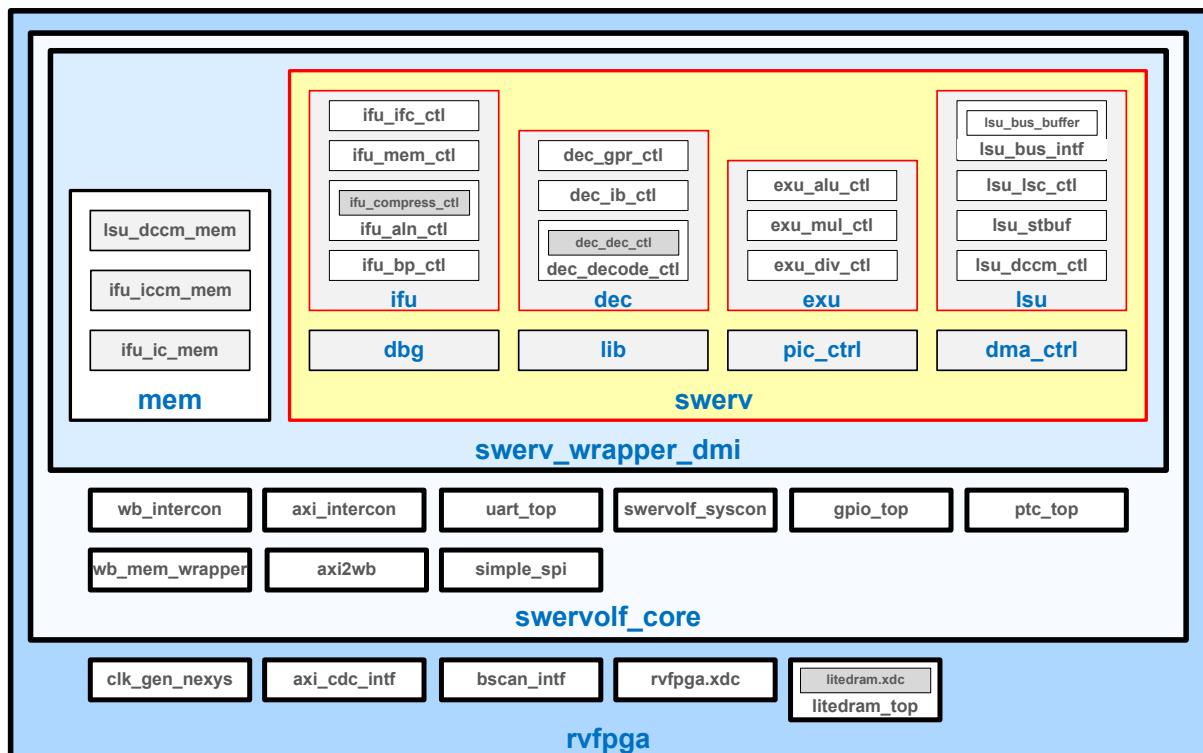 lsu_dccm_mem
ifu_iccm_mem
ifu_ic_mem
mem
ifu_ifc_ctl
ifu_mem_ctl
ifu_compress_ctl
ifu_aln_ctl
ifu_bp_ctl
ifu
dec_gpr_ctl
dec_ib_ctl
dec_dec_ctl
dec_decode_ctl
dec
exu_alu_ctl
exu_mul_ctl
exu_div_ctl
exu
lsu_bus_buffer
lsu_bus_intf
lsu_lsc_ctl
lsu_stbuf
lsu_dccm_ctl
lsu
dbg
lib
pic_ctrl
dma_ctrl
swerv
swerv_wrapper_dmi
wb_intercon
axi_intercon
uart_top
swervolf_syscon
gpio_top
ptc_top
wb_mem_wrapper
axi2wb
simple_spi
swervolf_core
clk_gen_nexys
axi_cdc_intf
bscan_intf
rvfpga.xdc
litedram.xdc
litedram_top
rvfpga